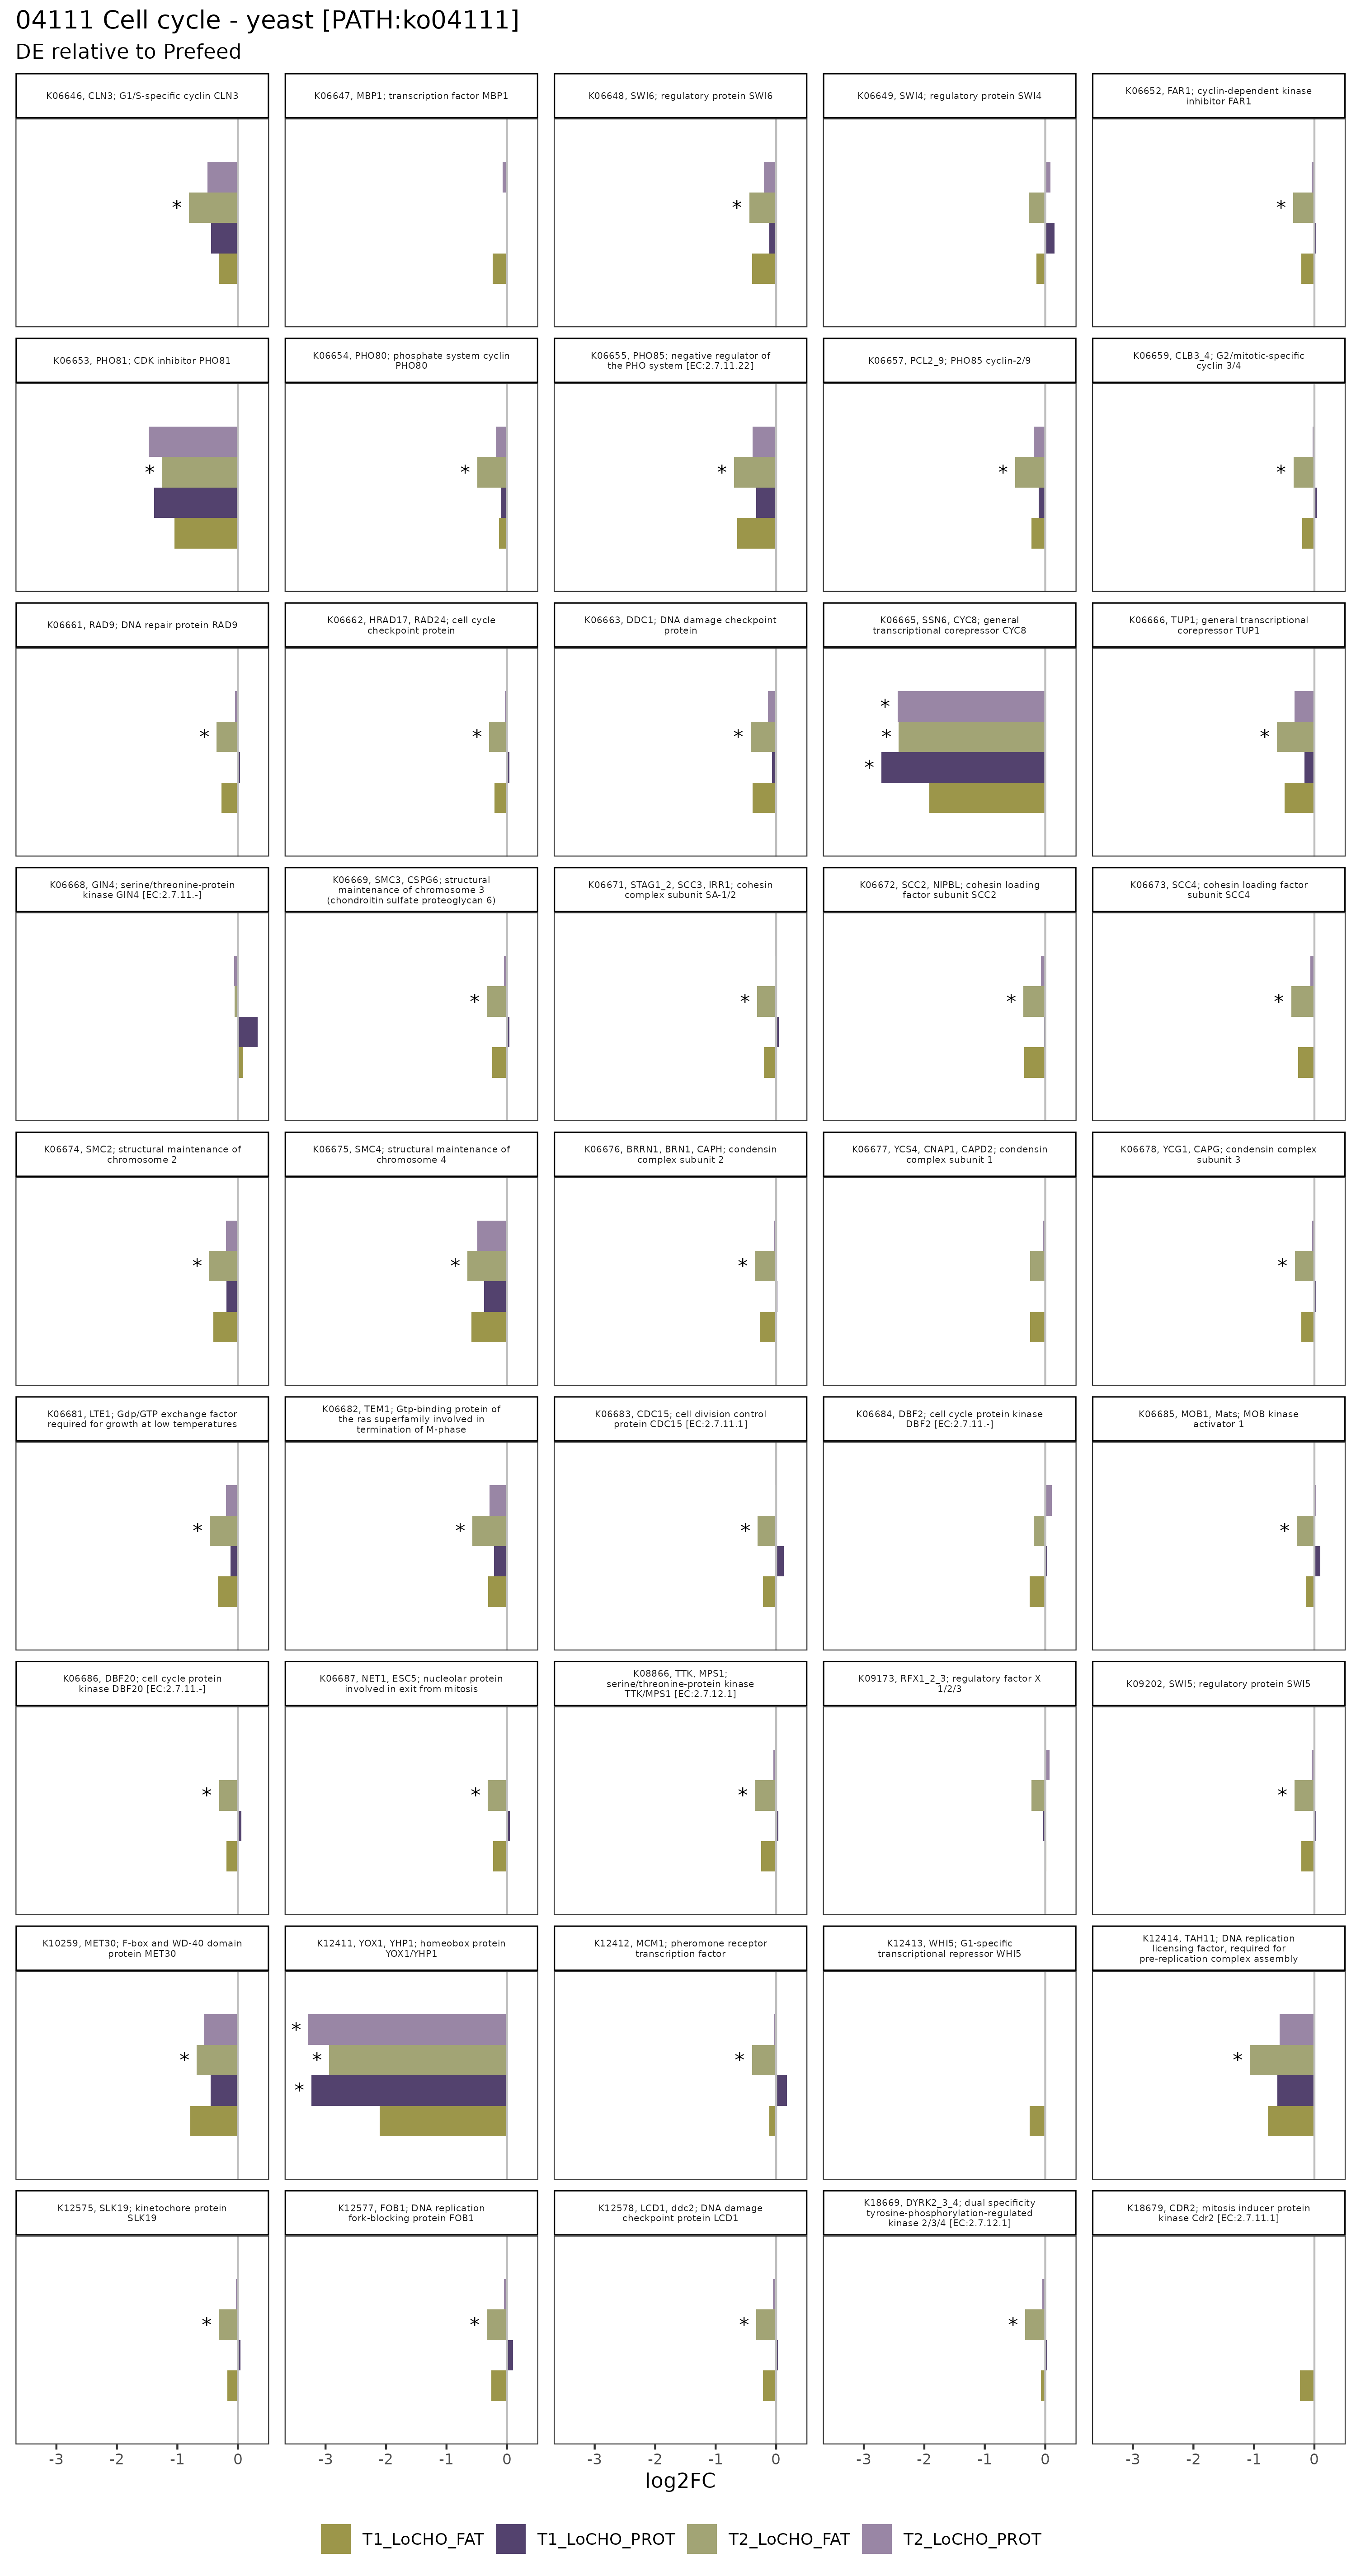 04111 Cell cycle - yeast [PATH:ko04111]
DE relative to Prefeed
K06646, CLN3; G1/S-specific cyclin CLN3
K06647, MBP1; transcription factor MBP1
K06648, SWI6; regulatory protein SWI6
K06649, SWI4; regulatory protein SWI4
K06652, FAR1; cyclin-dependent kinase
inhibitor FAR1
*
*
*
K06653, PHO81; CDK inhibitor PHO81
K06654, PHO80; phosphate system cyclin
PHO80
K06655, PHO85; negative regulator of
the PHO system [EC:2.7.11.22]
K06657, PCL2_9; PHO85 cyclin-2/9
K06659, CLB3_4; G2/mitotic-specific
cyclin 3/4
*
*
*
*
*
K06661, RAD9; DNA repair protein RAD9
K06662, HRAD17, RAD24; cell cycle
checkpoint protein
K06663, DDC1; DNA damage checkpoint
protein
K06665, SSN6, CYC8; general
transcriptional corepressor CYC8
K06666, TUP1; general transcriptional
corepressor TUP1
*
*
*
*
*
*
*
K06668, GIN4; serine/threonine-protein
kinase GIN4 [EC:2.7.11.-]
K06669, SMC3, CSPG6; structural
maintenance of chromosome 3
(chondroitin sulfate proteoglycan 6)
K06671, STAG1_2, SCC3, IRR1; cohesin
complex subunit SA-1/2
K06672, SCC2, NIPBL; cohesin loading
factor subunit SCC2
K06673, SCC4; cohesin loading factor
subunit SCC4
*
*
*
*
K06674, SMC2; structural maintenance of
chromosome 2
K06675, SMC4; structural maintenance of
chromosome 4
K06676, BRRN1, BRN1, CAPH; condensin
complex subunit 2
K06677, YCS4, CNAP1, CAPD2; condensin
complex subunit 1
K06678, YCG1, CAPG; condensin complex
subunit 3
*
*
*
*
K06681, LTE1; Gdp/GTP exchange factor
required for growth at low temperatures
K06682, TEM1; Gtp-binding protein of
the ras superfamily involved in
termination of M-phase
K06683, CDC15; cell division control
protein CDC15 [EC:2.7.11.1]
K06684, DBF2; cell cycle protein kinase
DBF2 [EC:2.7.11.-]
K06685, MOB1, Mats; MOB kinase
activator 1
*
*
*
*
K06686, DBF20; cell cycle protein
kinase DBF20 [EC:2.7.11.-]
K06687, NET1, ESC5; nucleolar protein
involved in exit from mitosis
K08866, TTK, MPS1;
serine/threonine-protein kinase
TTK/MPS1 [EC:2.7.12.1]
K09173, RFX1_2_3; regulatory factor X
1/2/3
K09202, SWI5; regulatory protein SWI5
*
*
*
*
K10259, MET30; F-box and WD-40 domain
protein MET30
K12411, YOX1, YHP1; homeobox protein
YOX1/YHP1
K12412, MCM1; pheromone receptor
transcription factor
K12413, WHI5; G1-specific
transcriptional repressor WHI5
K12414, TAH11; DNA replication
licensing factor, required for
pre-replication complex assembly
*
*
*
*
*
*
K12575, SLK19; kinetochore protein
SLK19
K12577, FOB1; DNA replication
fork-blocking protein FOB1
K12578, LCD1, ddc2; DNA damage
checkpoint protein LCD1
K18669, DYRK2_3_4; dual specificity
tyrosine-phosphorylation-regulated
kinase 2/3/4 [EC:2.7.12.1]
K18679, CDR2; mitosis inducer protein
kinase Cdr2 [EC:2.7.11.1]
*
*
*
*
-3 -2 -1 0 -3 -2 -1 0 -3 -2 -1 0 -3 -2 -1 0 -3 -2 -1 0
log2FC
T1_LoCHO_FAT T1_LoCHO_PROT T2_LoCHO_FAT T2_LoCHO_PROT